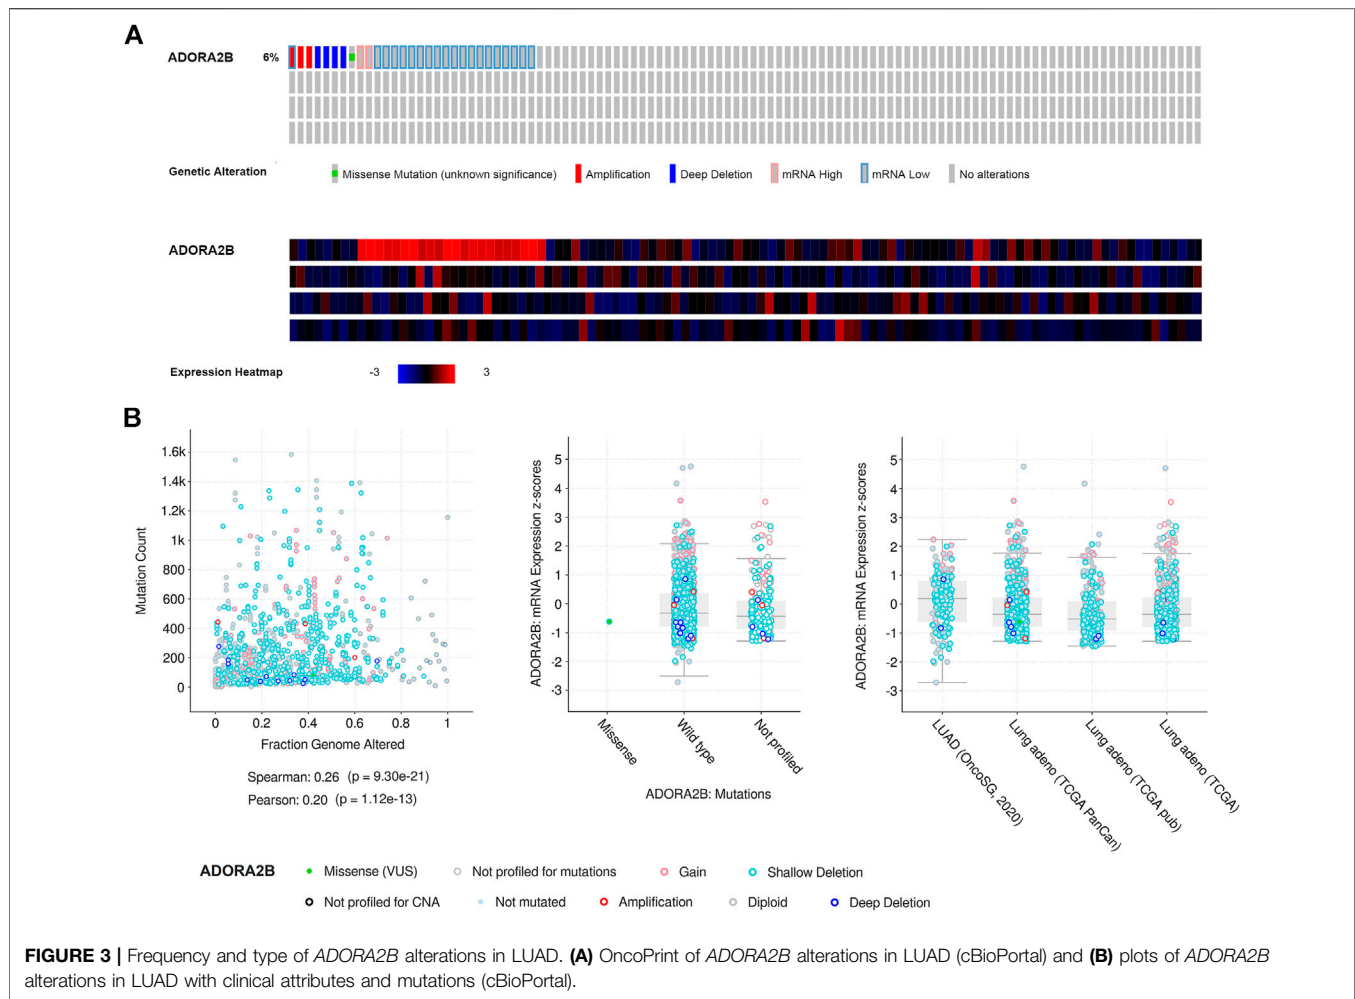 A
ADORA2B 6%
Genetic Alteration
Missense Mutation (unknown significance) Amplification Deep Deletion mRNA High mRNA Low No alterations
ADORA2B
Expression Heatmap -3 3
B
Mutation Count
1.6k
1.4k
1.2k
1k
800
600
400
200
0
0 0.2 0.4 0.6 0.8 1
Fraction Genome Altered
Spearman: 0.26 (p = 9.30e-21)
Pearson: 0.20 (p = 1.12e-13)
ADORA2B: mRNA Expression z-scores
5
4
3
2
1
0
-1
-2
-3
Missense
Wild type
Not profiled
ADORA2B: Mutations
ADORA2B: mRNA Expression z-scores
5
4
3
2
1
0
-1
-2
-3
LUAD (OncoSG, 2020)
Lung adeno (TCGA PanCan)
Lung adeno (TCGA pub)
Lung adeno (TCGA)
ADORA2B Missense (VUS) Not profiled for mutations Gain Shallow Deletion
Not profiled for CNA Not mutated Amplification Diploid Deep Deletion
FIGURE 3 | Frequency and type of ADORA2B alterations in LUAD. (A) OncoPrint of ADORA2B alterations in LUAD (cBioPortal) and (B) plots of ADORA2B
alterations in LUAD with clinical attributes and mutations (cBioPortal).